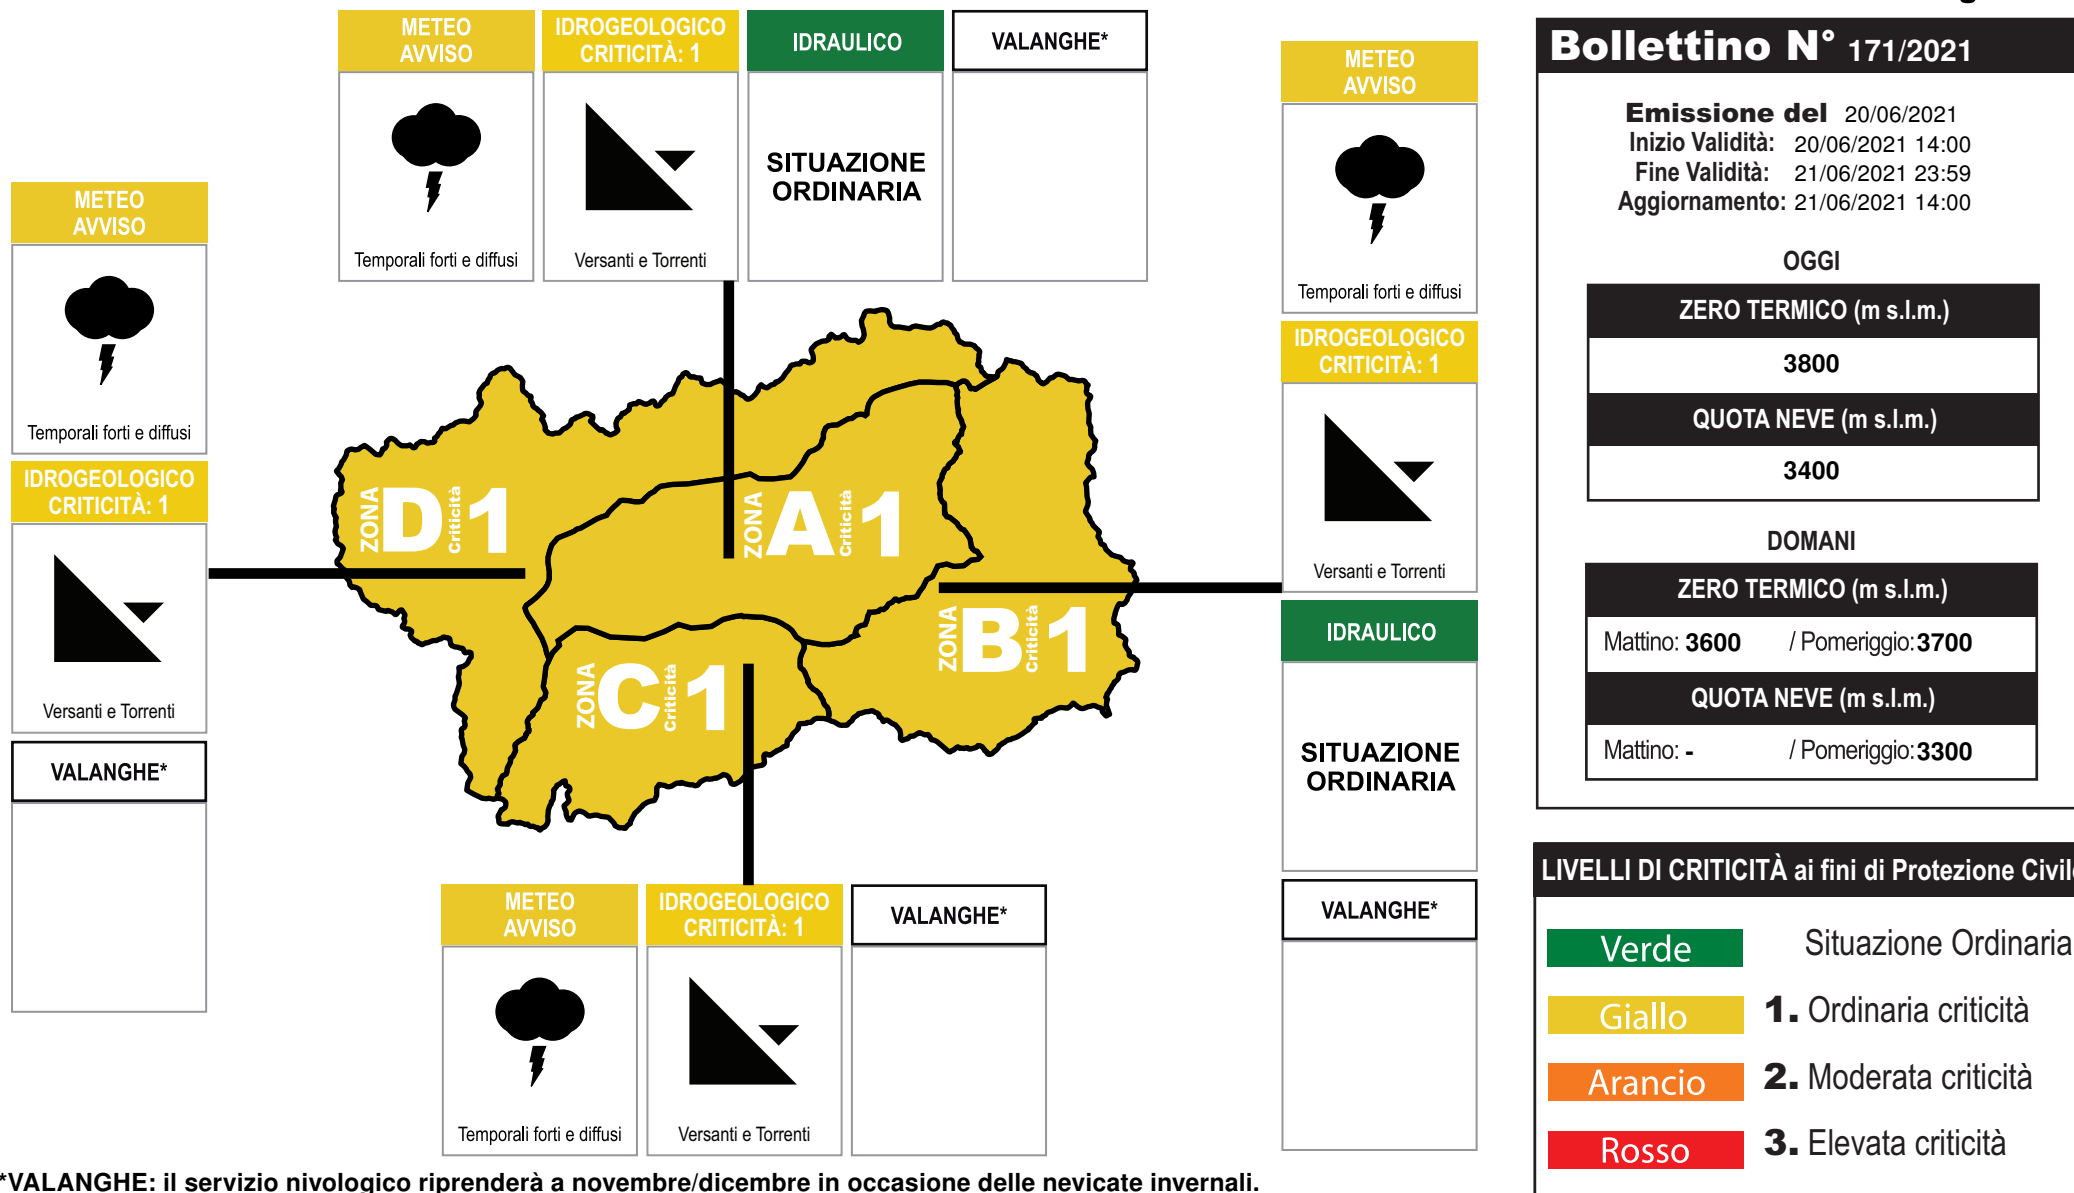 METEO
AVVISO
Temporali forti e diffusi
IDROGEOLOGICO
CRITICITÀ: 1
Versanti e Torrenti
IDRAULICO
SITUAZIONE
ORDINARIA
VALANGHE*
METEO
AVVISO
Temporali forti e diffusi
IDROGEOLOGICO
CRITICITÀ: 1
Versanti e Torrenti
VALANGHE*
ZONA D Criticità 1
ZONA A Criticità 1
ZONA B Criticità 1
ZONA C Criticità 1
METEO
AVVISO
Temporali forti e diffusi
IDROGEOLOGICO
CRITICITÀ: 1
Versanti e Torrenti
IDRAULICO
SITUAZIONE
ORDINARIA
VALANGHE*
METEO
AVVISO
Temporali forti e diffusi
IDROGEOLOGICO
CRITICITÀ: 1
Versanti e Torrenti
VALANGHE*
*VALANGHE: il servizio nivologico riprenderà a novembre/dicembre in occasione delle nevicate invernali.
Bollettino N° 171/2021
Emissione del 20/06/2021
Inizio Validità: 20/06/2021 14:00
Fine Validità: 21/06/2021 23:59
Aggiornamento: 21/06/2021 14:00
OGGI
ZERO TERMICO (m s.l.m.)
3800
QUOTA NEVE (m s.l.m.)
3400
DOMANI
ZERO TERMICO (m s.l.m.)
Mattino: 3600 / Pomeriggio: 3700
QUOTA NEVE (m s.l.m.)
Mattino: - / Pomeriggio: 3300
LIVELLI DI CRITICITÀ ai fini di Protezione Civile
Verde Situazione Ordinaria
Giallo 1. Ordinaria criticità
Arancio 2. Moderata criticità
Rosso 3. Elevata criticità